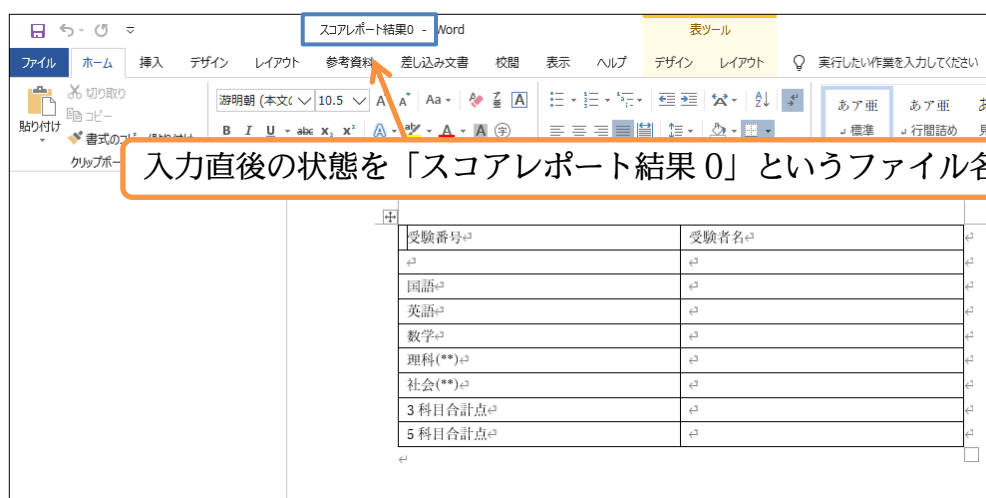 スコアレポート結果0 - Word
表ツール
ファイル ホーム 挿入 デザイン レイアウト 参考資料 差し込み文書 校閲 表示 ヘルプ デザイン レイアウト 実行したい作業を入力してください
切り取り
コピー
貼り付け
游明朝 (本文( 10.5
あア亜 あア亜
標準 行間詰め
クリップボー
入力直後の状態を「スコアレポート結果 0」というファイル名
受験番号 受験者名
国語
英語
数学
理科(**)
社会(**)
3 科目合計点
5 科目合計点